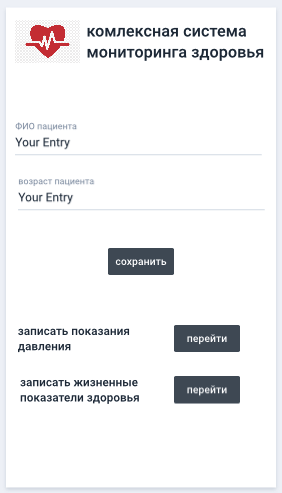 комлексная система
мониторинга здоровья
ФИО пациента
Your Entry
возраст пациента
Your Entry
сохранить
записать показания
давления
перейти
записать жизненные
показатели здоровья
перейти